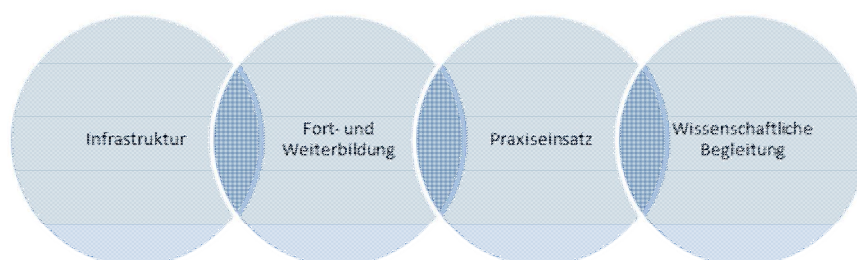 Infrastruktur
Fort- und
Weiterbildung
Praxiseinsatz
Wissenschaftliche
Begleitung